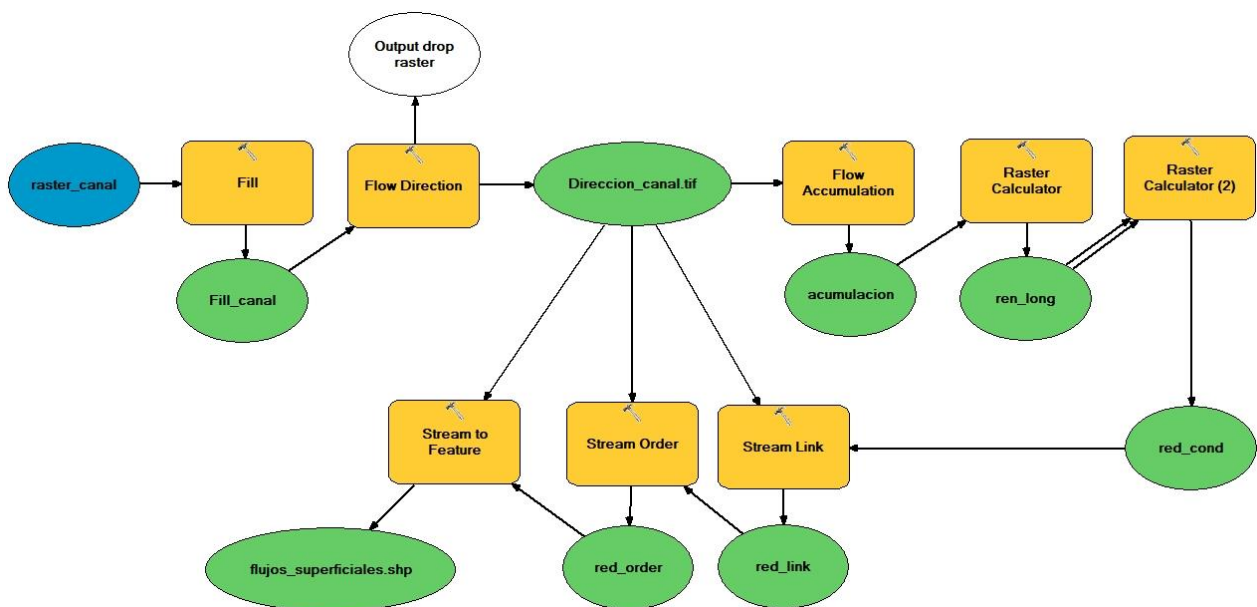 Output drop
raster
raster_canal
Fill
Flow Direction
Direccion_canal.tif
Flow
Accumulation
Raster
Calculator
Raster
Calculator (2)
Fill_canal
acumulacion
ren_long
Stream to
Feature
Stream Order
Stream Link
red_cond
flujos_superficiales.shp
red_order
red_link